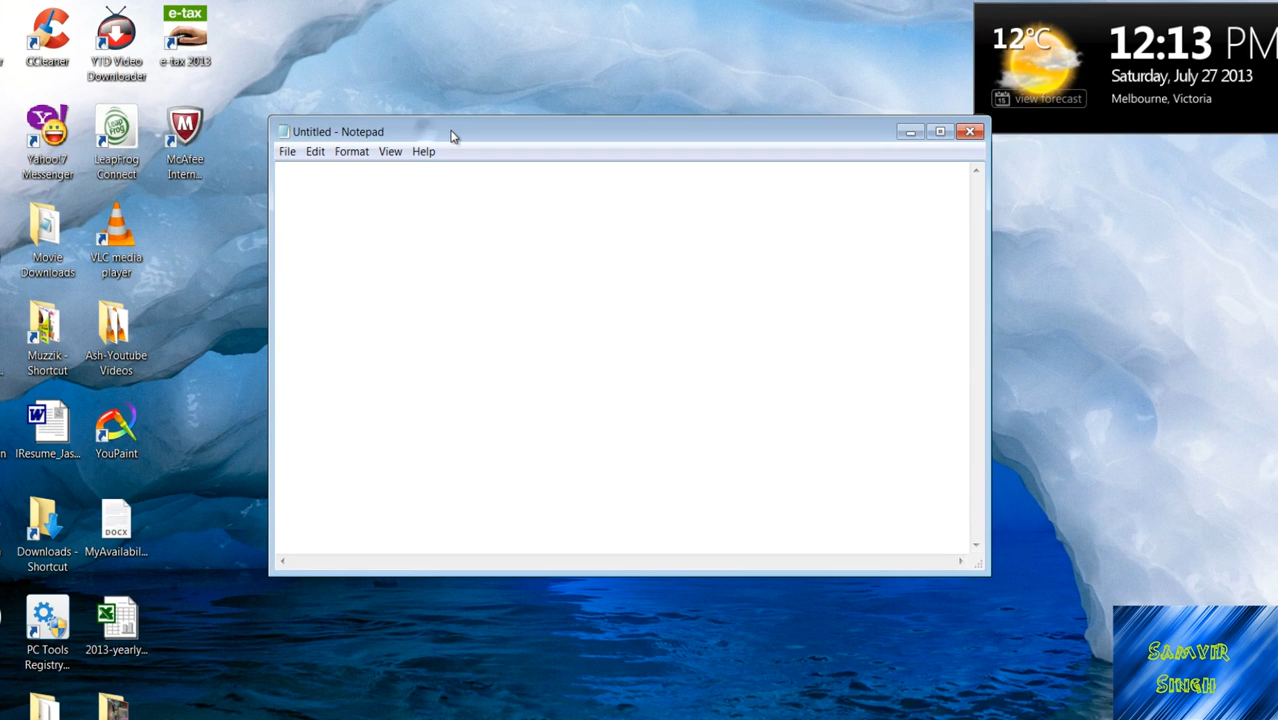 CCleaner
YTD Video
Downloader
e-tax
e-tax 2013
12°C
view forecast
12:13 PM
Saturday, July 27 2013
Melbourne, Victoria
Untitled - Notepad
File Edit Format View Help
Yahoo!7
Messenger
LeapFrog
Connect
McAfee
Intern...
Movie
Downloads
VLC media
player
Muzzik -
Shortcut
Ash-Youtube
Videos
IResume_Jas...
YouPaint
Downloads -
Shortcut
DOCX
MyAvailabil...
PC Tools
Registry...
2013-yearly...
SAMVIR
SINGH